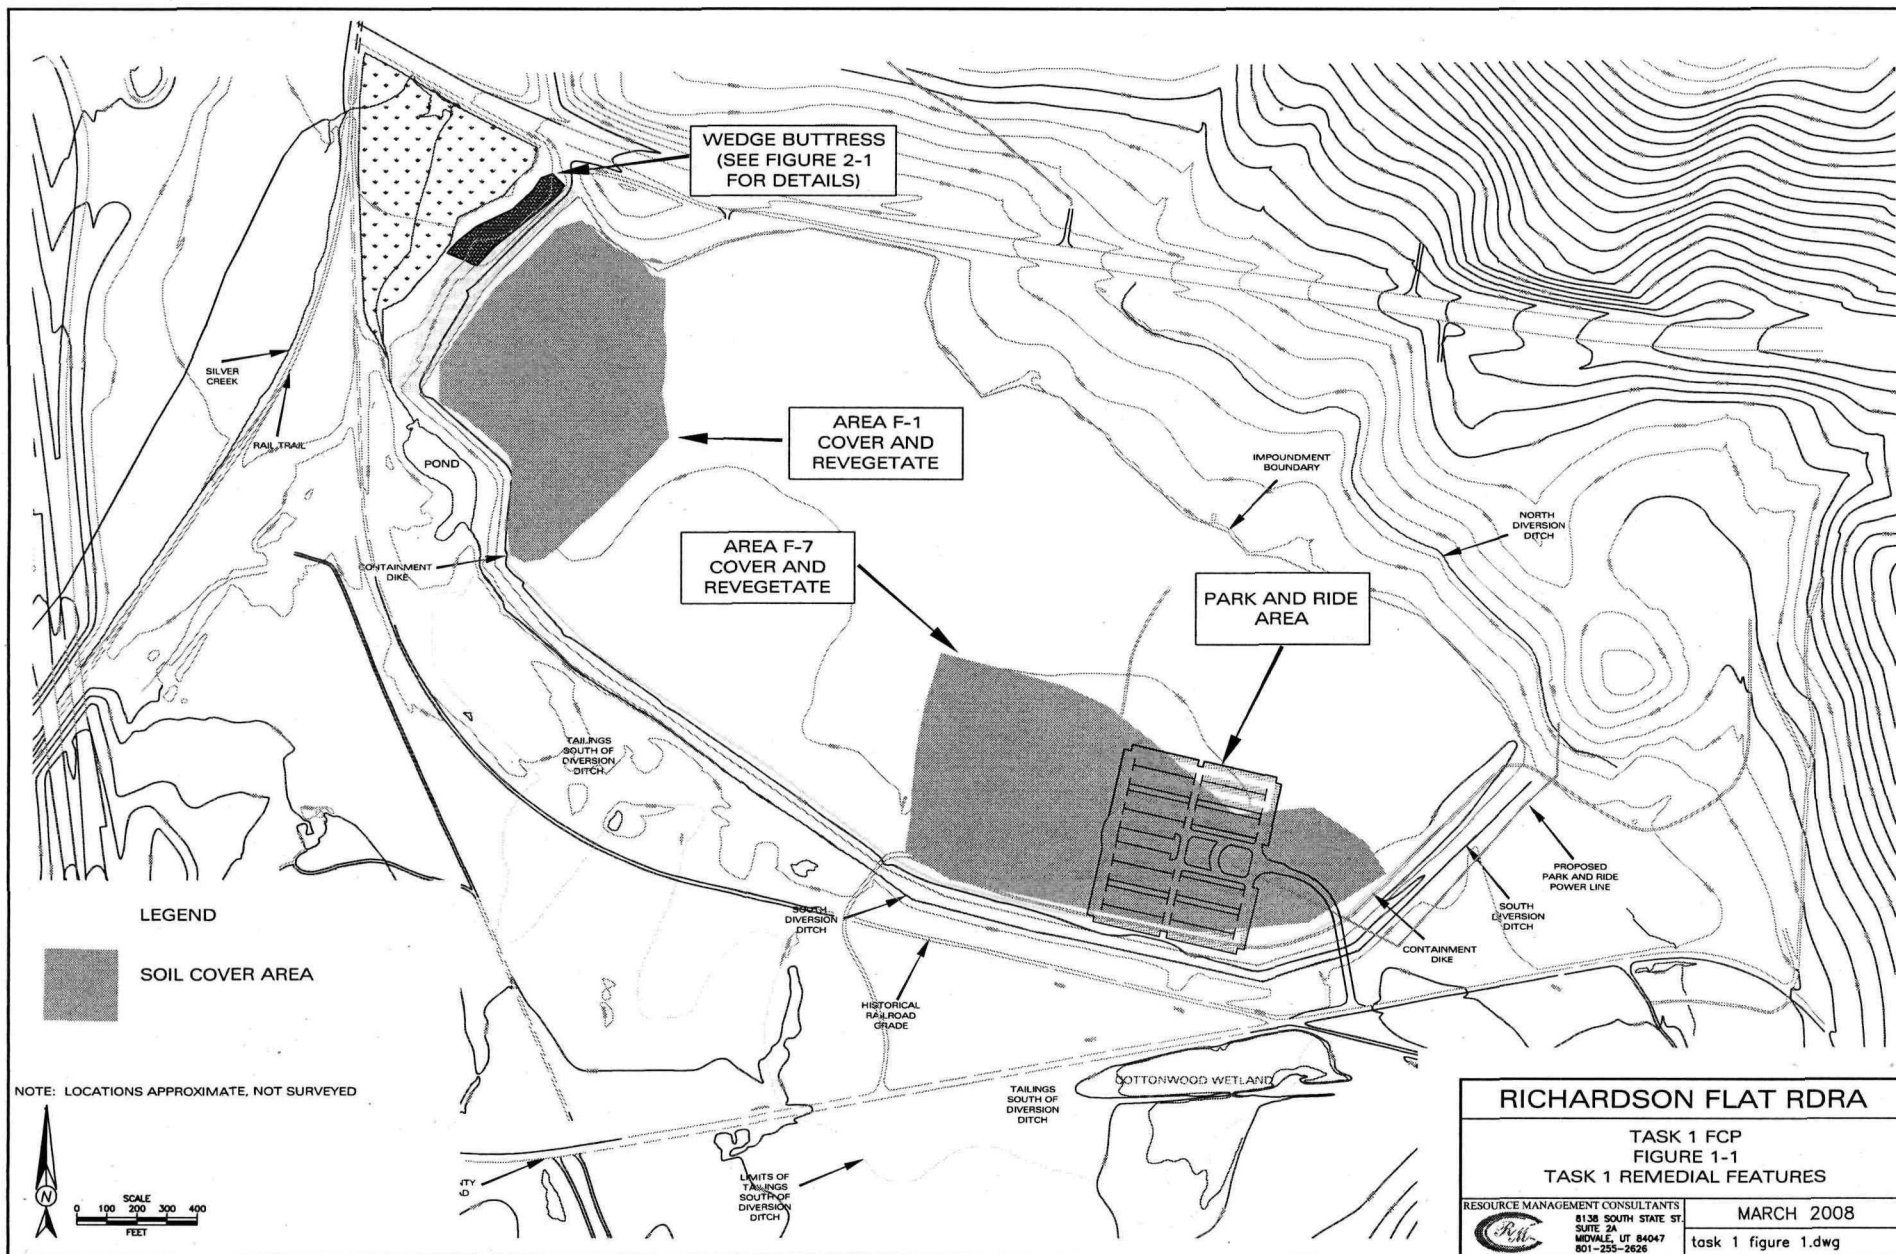 WEDGE BUTTRESS
(SEE FIGURE 2-1
FOR DETAILS)
SILVER
CREEK
RAIL TRAIL
POND
AREA F-1
COVER AND
REVEGETATE
IMPOUNDMENT
BOUNDARY
NORTH
DIVERSION
DITCH
CONTAINMENT
DIKE
AREA F-7
COVER AND
REVEGETATE
PARK AND RIDE
AREA
TAILINGS
SOUTH OF
DIVERSION
DITCH
PROPOSED
PARK AND RIDE
POWER LINE
SOUTH
DIVERSION
DITCH
SOUTH
DIVERSION
DITCH
CONTAINMENT
DIKE
HISTORICAL
RAILROAD
GRADE
LEGEND
SOIL COVER AREA
NOTE: LOCATIONS APPROXIMATE, NOT SURVEYED
N
SCALE
0 100 200 300 400
FEET
COTTONWOOD WETLAND
TAILINGS
SOUTH OF
DIVERSION
DITCH
LIMITS OF
TAILINGS
SOUTH OF
DIVERSION
DITCH
RICHARDSON FLAT RDRA
TASK 1 FCP
FIGURE 1-1
TASK 1 REMEDIAL FEATURES
RESOURCE MANAGEMENT CONSULTANTS
RMC
8138 SOUTH STATE ST.
SUITE 2A
MIDVALE, UT 84047
801-255-2626
MARCH 2008
task 1 figure 1.dwg